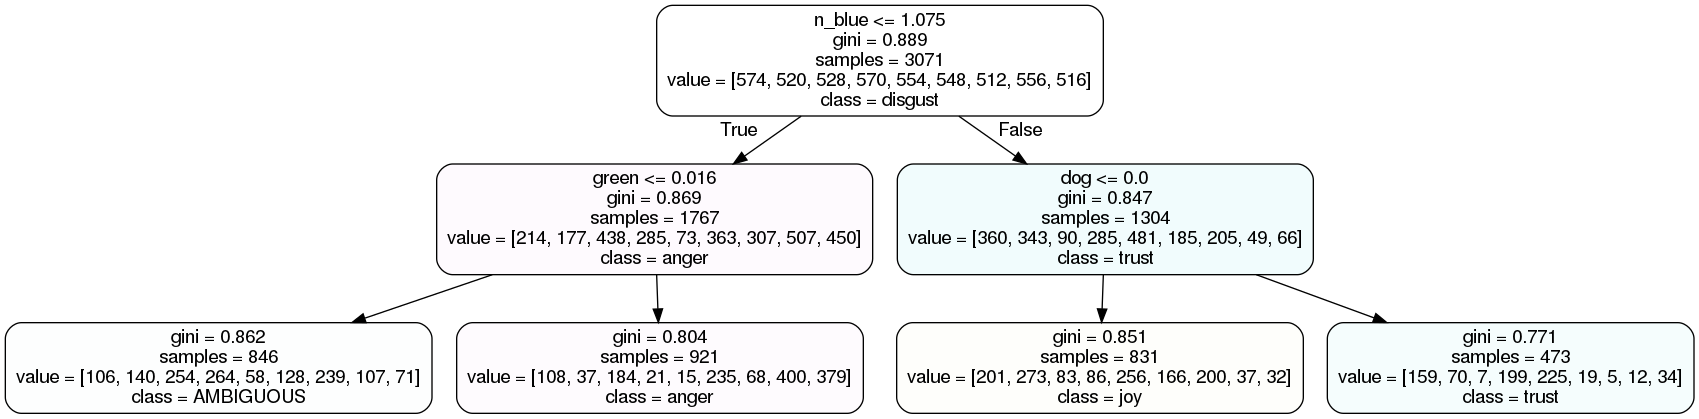 n_blue <= 1.075
gini = 0.889
samples = 3071
value = [574, 520, 528, 570, 554, 548, 512, 556, 516]
class = disgust
True
False
green <= 0.016
gini = 0.869
samples = 1767
value = [214, 177, 438, 285, 73, 363, 307, 507, 450]
class = anger
dog <= 0.0
gini = 0.847
samples = 1304
value = [360, 343, 90, 285, 481, 185, 205, 49, 66]
class = trust
gini = 0.862
samples = 846
value = [106, 140, 254, 264, 58, 128, 239, 107, 71]
class = AMBIGUOUS
gini = 0.804
samples = 921
value = [108, 37, 184, 21, 15, 235, 68, 400, 379]
class = anger
gini = 0.851
samples = 831
value = [201, 273, 83, 86, 256, 166, 200, 37, 32]
class = joy
gini = 0.771
samples = 473
value = [159, 70, 7, 199, 225, 19, 5, 12, 34]
class = trust